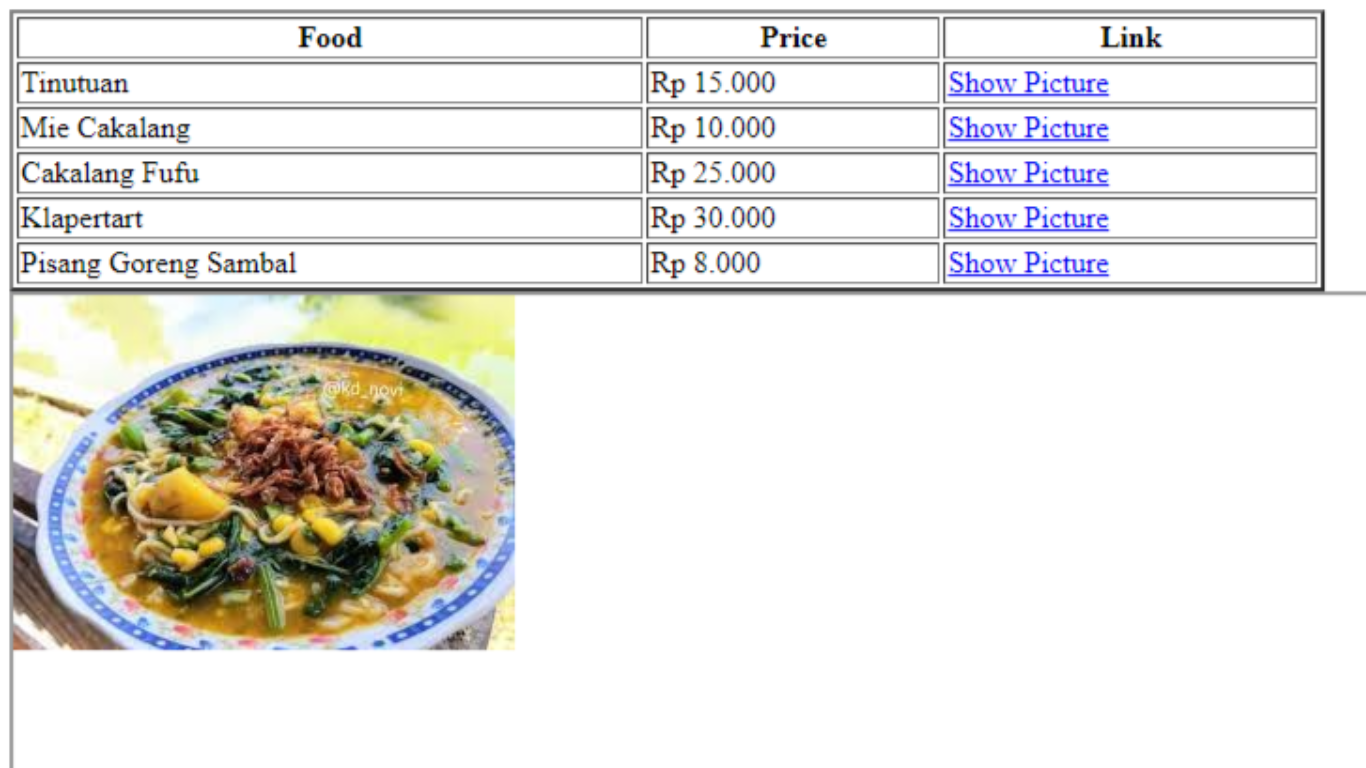 Food Price Link
Tinutuan Rp 15.000 Show Picture
Mie Cakalang Rp 10.000 Show Picture
Cakalang Fufu Rp 25.000 Show Picture
Klapertart Rp 30.000 Show Picture
Pisang Goreng Sambal Rp 8.000 Show Picture
@kd_novi